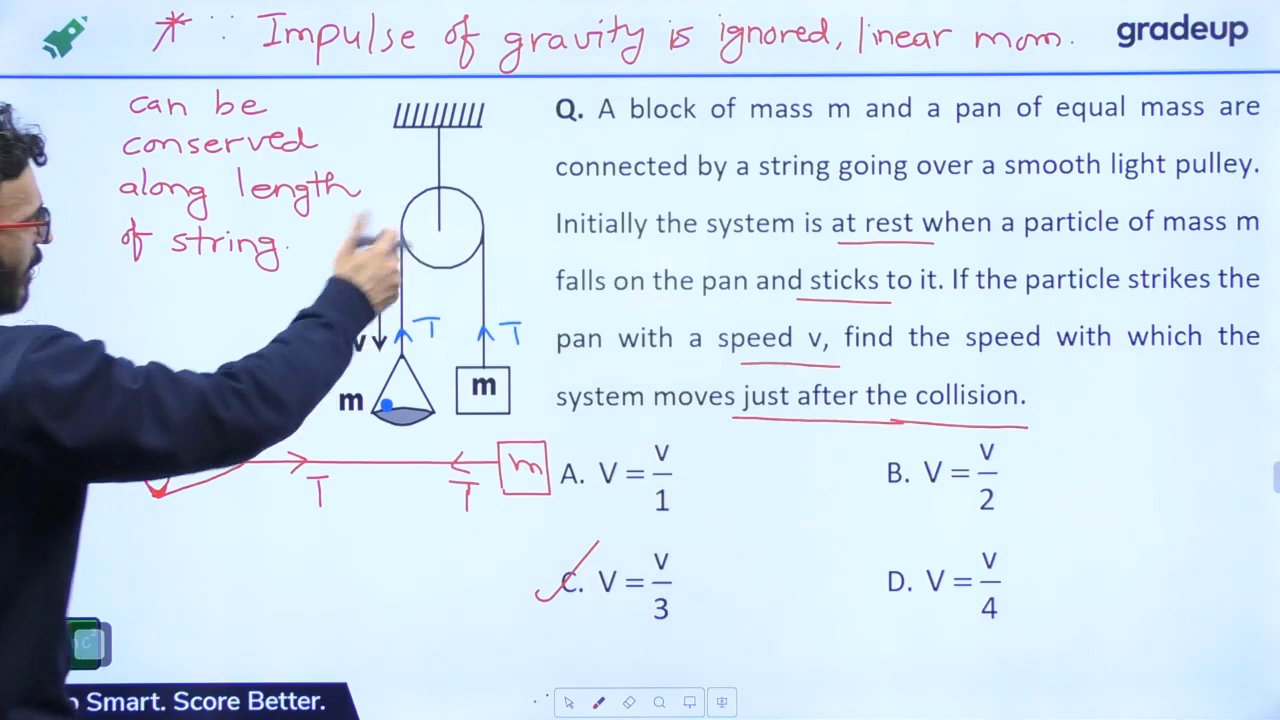 * ∵ Impulse of gravity is ignored, linear mom.
gradeup
can be
conserved
along length
of string.
Q. A block of mass m and a pan of equal mass are
connected by a string going over a smooth light pulley.
Initially the system is at rest when a particle of mass m
falls on the pan and sticks to it. If the particle strikes the
pan with a speed v, find the speed with which the
system moves just after the collision.
v
T
T
m
m
T
T
m
A. V = v/1
B. V = v/2
C. V = v/3
D. V = v/4
Smart. Score Better.